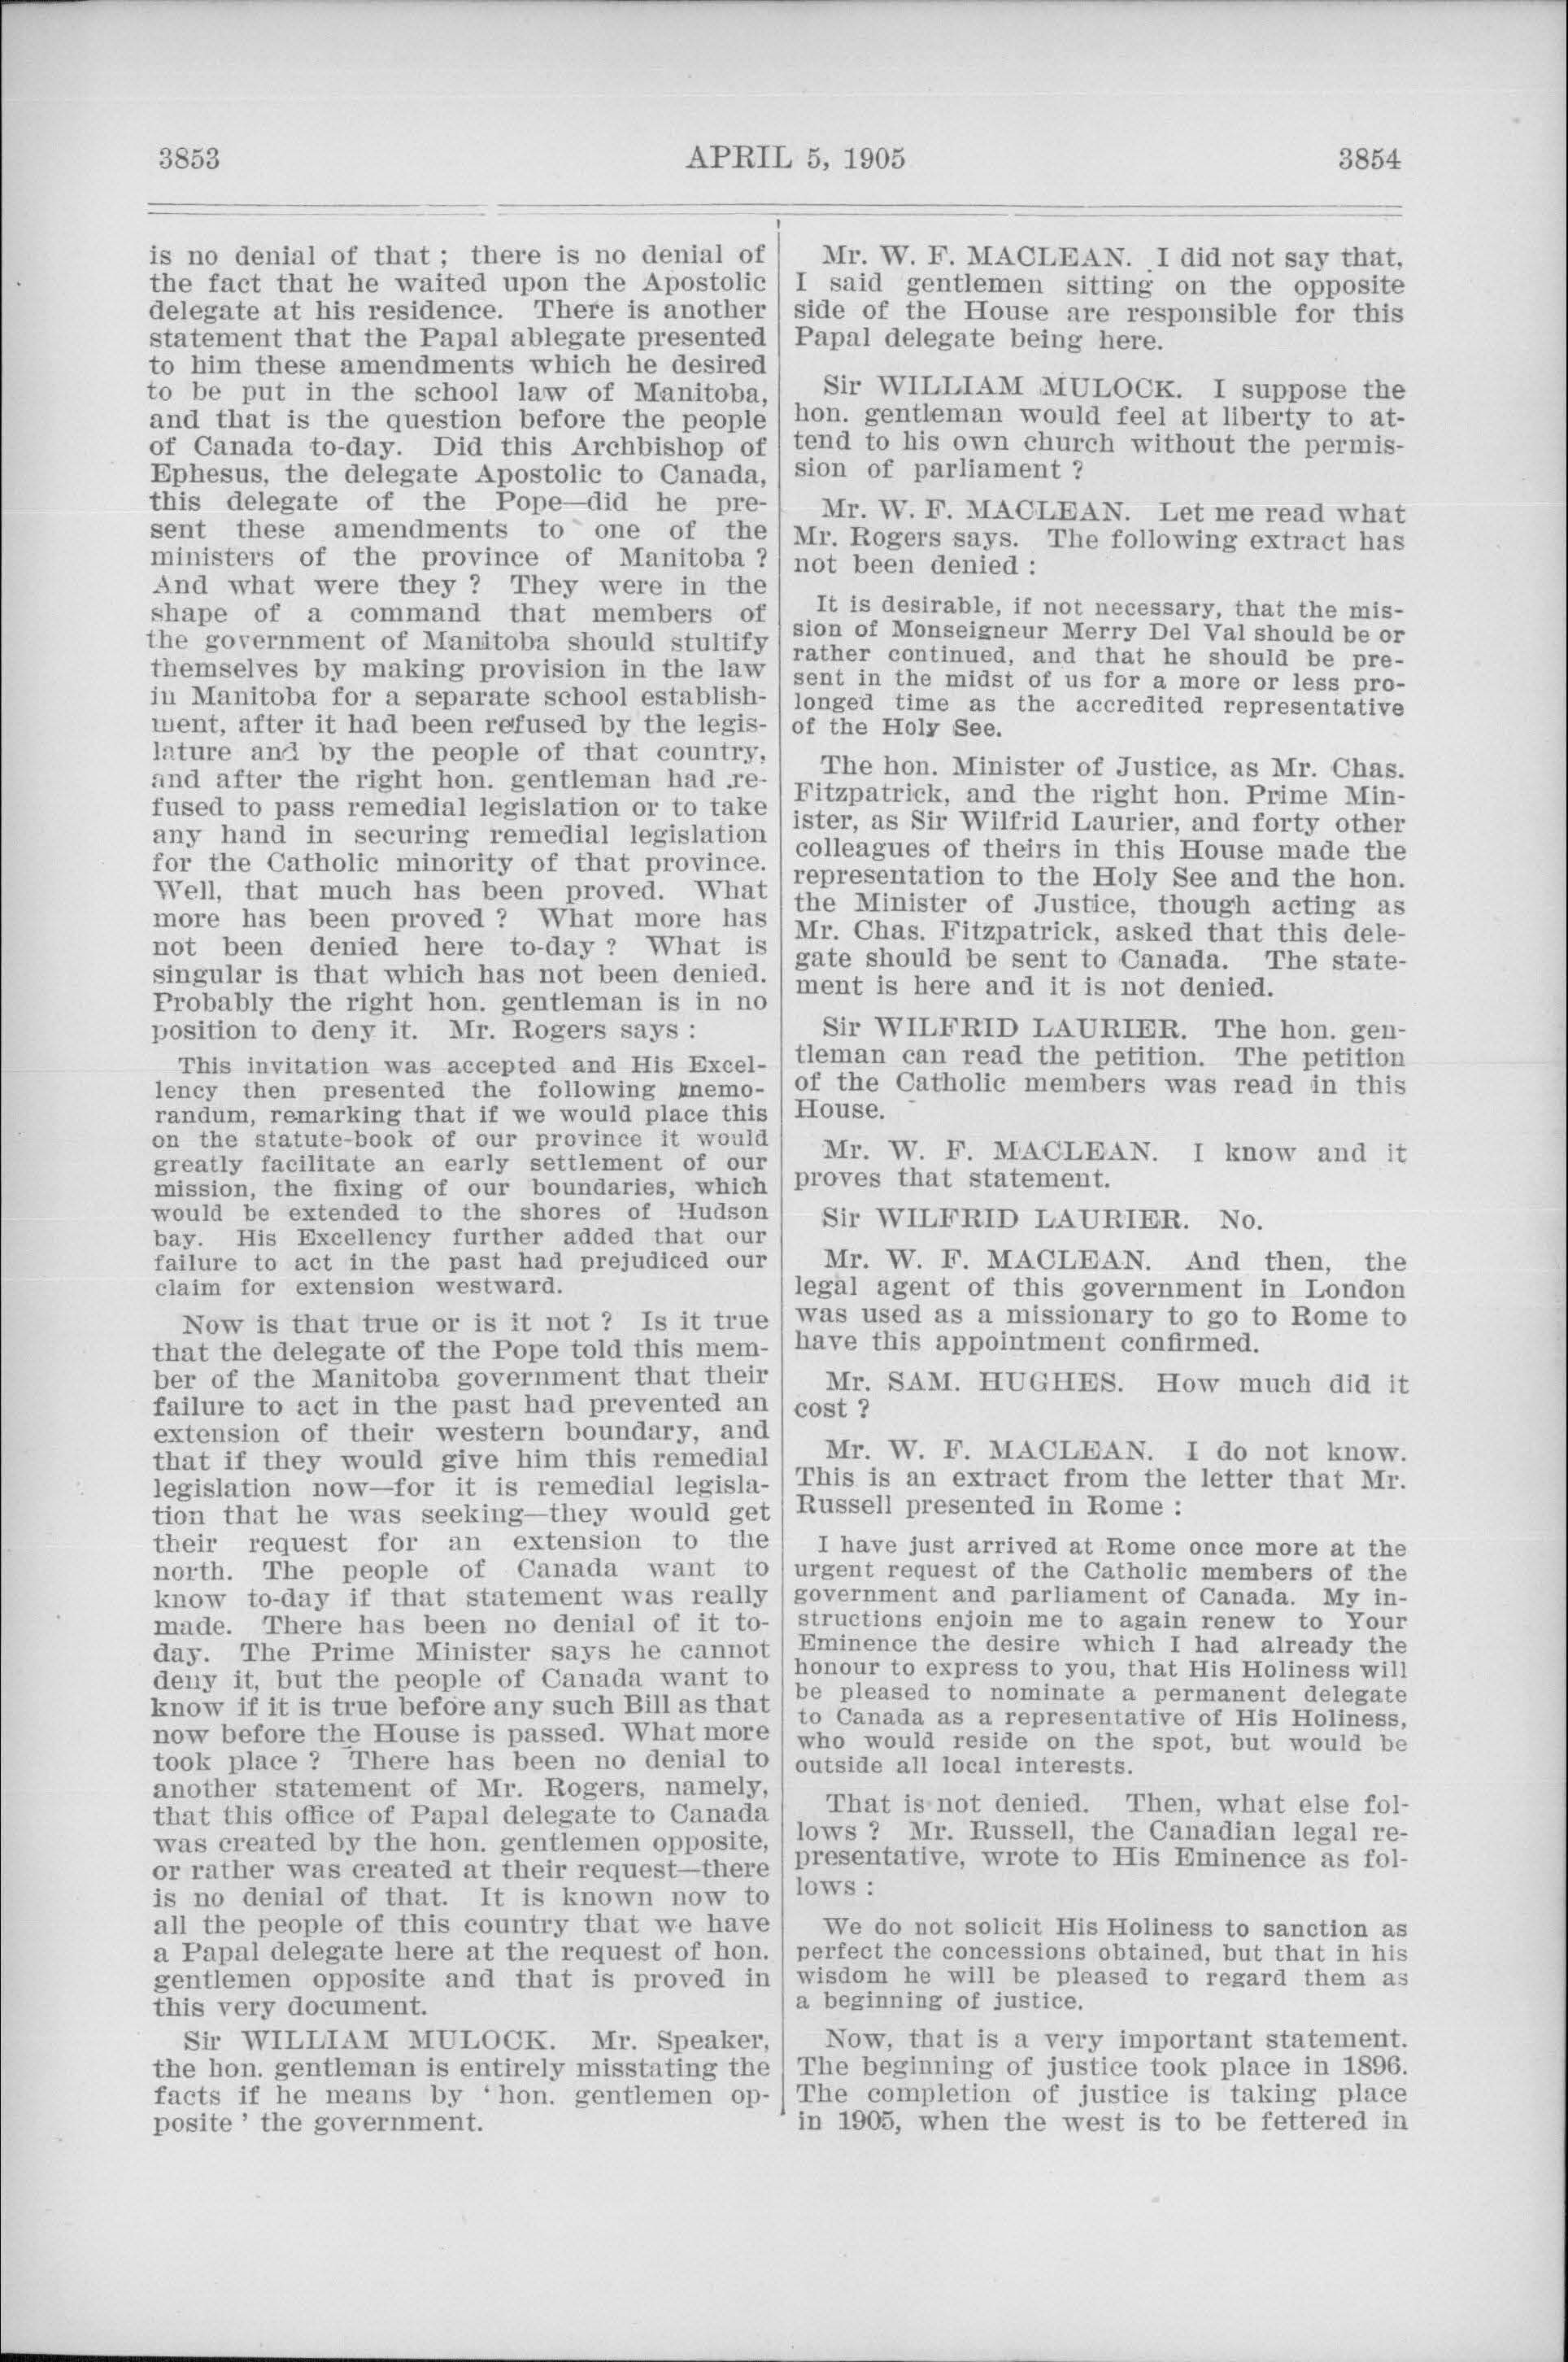 3853 APRIL 5, 1905 3854
is no denial of that ; there is no denial of
the fact that he waited upon the Apostolic
delegate at his residence. There is another
statement that the Papal ablegate presented
to him these amendments which he desired
to be put in the school law of Manitoba,
and that is the question before the people
of Canada to-day. Did this Archbishop of
Ephesus, the delegate Apostolic to Canada,
this delegate of the Pope—did he pre-
sent these amendments to one of the
ministers of the province of Manitoba ?
And what were they ? They were in the
shape of a command that members of
the government of Manitoba should stultify
themselves by making provision in the law
in Manitoba for a separate school establish-
ment, after it had been refused by the legis-
lature and by the people of that country,
and after the right hon. gentleman had re-
fused to pass remedial legislation or to take
any hand in securing remedial legislation
for the Catholic minority of that province.
Well, that much has been proved. What
more has been proved ? What more has
not been denied here to-day ? What is
singular is that which has not been denied.
Probably the right hon. gentleman is in no
position to deny it. Mr. Rogers says :
This invitation was accepted and His Excel-
lency then presented the following memo-
randum, remarking that if we would place this
on the statute-book of our province it would
greatly facilitate an early settlement of our
mission, the fixing of our boundaries, which
would be extended to the shores of Hudson
bay. His Excellency further added that our
failure to act in the past had prejudiced our
claim for extension westward.
Now is that true or is it not ? Is it true
that the delegate of the Pope told this mem-
ber of the Manitoba government that their
failure to act in the past had prevented an
extension of their western boundary, and
that if they would give him this remedial
legislation now—for it is remedial legisla-
tion that he was seeking—they would get
their request for an extension to the
north. The people of Canada want to
know to-day if that statement was really
made. There has been no denial of it to-
day. The Prime Minister says he cannot
deny it, but the people of Canada want to
know if it is true before any such Bill as that
now before the House is passed. What more
took place ? There has been no denial to
another statement of Mr. Rogers, namely,
that this office of Papal delegate to Canada
was created by the hon. gentlemen opposite,
or rather was created at their request—there
is no denial of that. It is known now to
all the people of this country that we have
a Papal delegate here at the request of hon.
gentlemen opposite and that is proved in
this very document.
Sir WILLIAM MULOCK. Mr. Speaker,
the hon. gentleman is entirely misstating the
facts if he means by ‘ hon. gentlemen op-
posite ’ the government.
Mr. W. F. MACLEAN. I did not say that,
I said gentlemen sitting on the opposite
side of the House are responsible for this
Papal delegate being here.
Sir WILLIAM MULOCK. I suppose the
hon. gentleman would feel at liberty to at-
tend to his own church without the permis-
sion of parliament ?
Mr. W. F. MACLEAN. Let me read what
Mr. Rogers says. The following extract has
not been denied :
It is desirable, if not necessary, that the mis-
sion of Monseigneur Merry Del Val should be or
rather continued, and that he should be pre-
sent in the midst of us for a more or less pro-
longed time as the accredited representative
of the Holy See.
The hon. Minister of Justice, as Mr. Chas.
Fitzpatrick, and the right hon. Prime Min-
ister, as Sir Wilfrid Laurier, and forty other
colleagues of theirs in this House made the
representation to the Holy See and the hon.
the Minister of Justice, though acting as
Mr. Chas. Fitzpatrick, asked that this dele-
gate should be sent to Canada. The state-
ment is here and it is not denied.
Sir WILFRID LAURIER. The hon. gen-
tleman can read the petition. The petition
of the Catholic members was read in this
House.
Mr. W. F. MACLEAN. I know and it
proves that statement.
Sir WILFRID LAURIER. No.
Mr. W. F. MACLEAN. And then, the
legal agent of this government in London
was used as a missionary to go to Rome to
have this appointment confirmed.
Mr. SAM. HUGHES. How much did it
cost ?
Mr. W. F. MACLEAN. I do not know.
This is an extract from the letter that Mr.
Russell presented in Rome :
I have just arrived at Rome once more at the
urgent request of the Catholic members of the
government and parliament of Canada. My in-
structions enjoin me to again renew to Your
Eminence the desire which I had already the
honour to express to you, that His Holiness will
be pleased to nominate a permanent delegate
to Canada as a representative of His Holiness,
who would reside on the spot, but would be
outside all local interests.
That is not denied. Then, what else fol-
lows ? Mr. Russell, the Canadian legal re-
presentative, wrote to His Eminence as fol-
lows :
We do not solicit His Holiness to sanction as
perfect the concessions obtained, but that in his
wisdom he will be pleased to regard them as
a beginning of justice.
Now, that is a very important statement.
The beginning of justice took place in 1896.
The completion of justice is taking place
in 1905, when the west is to be fettered in